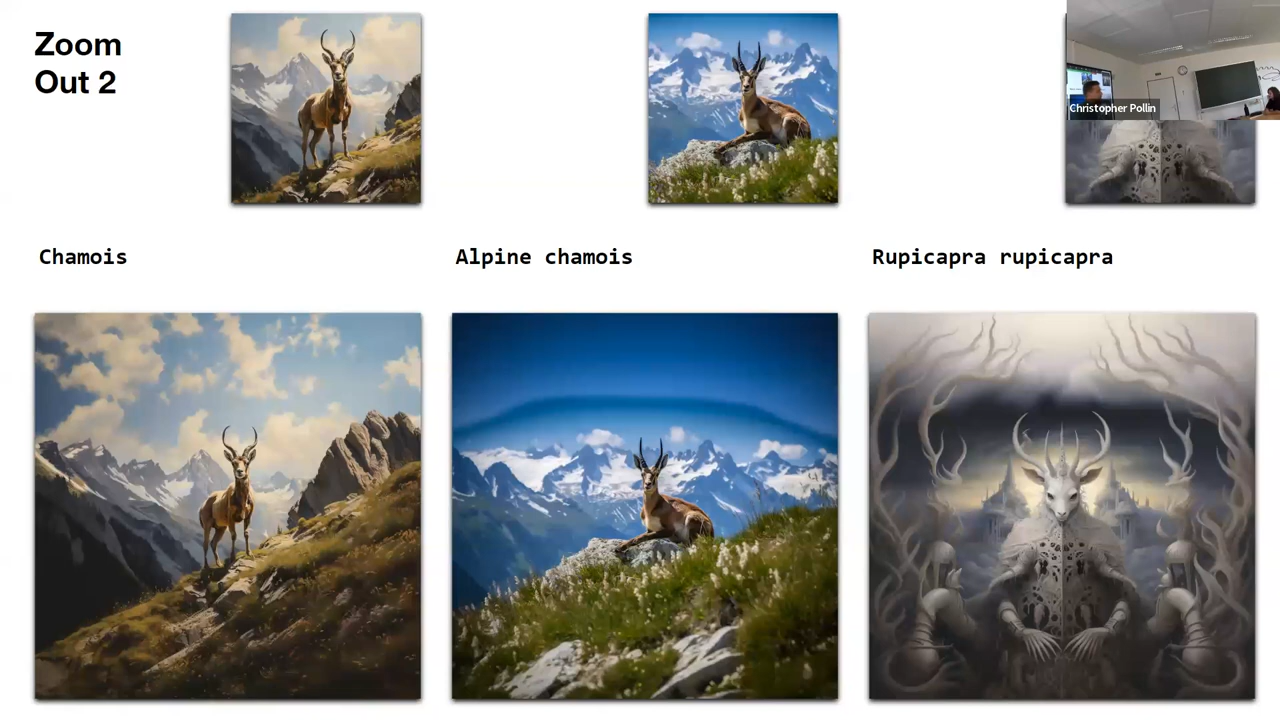 Zoom
Out 2
Christopher Pollin
Chamois
Alpine chamois
Rupicapra rupicapra